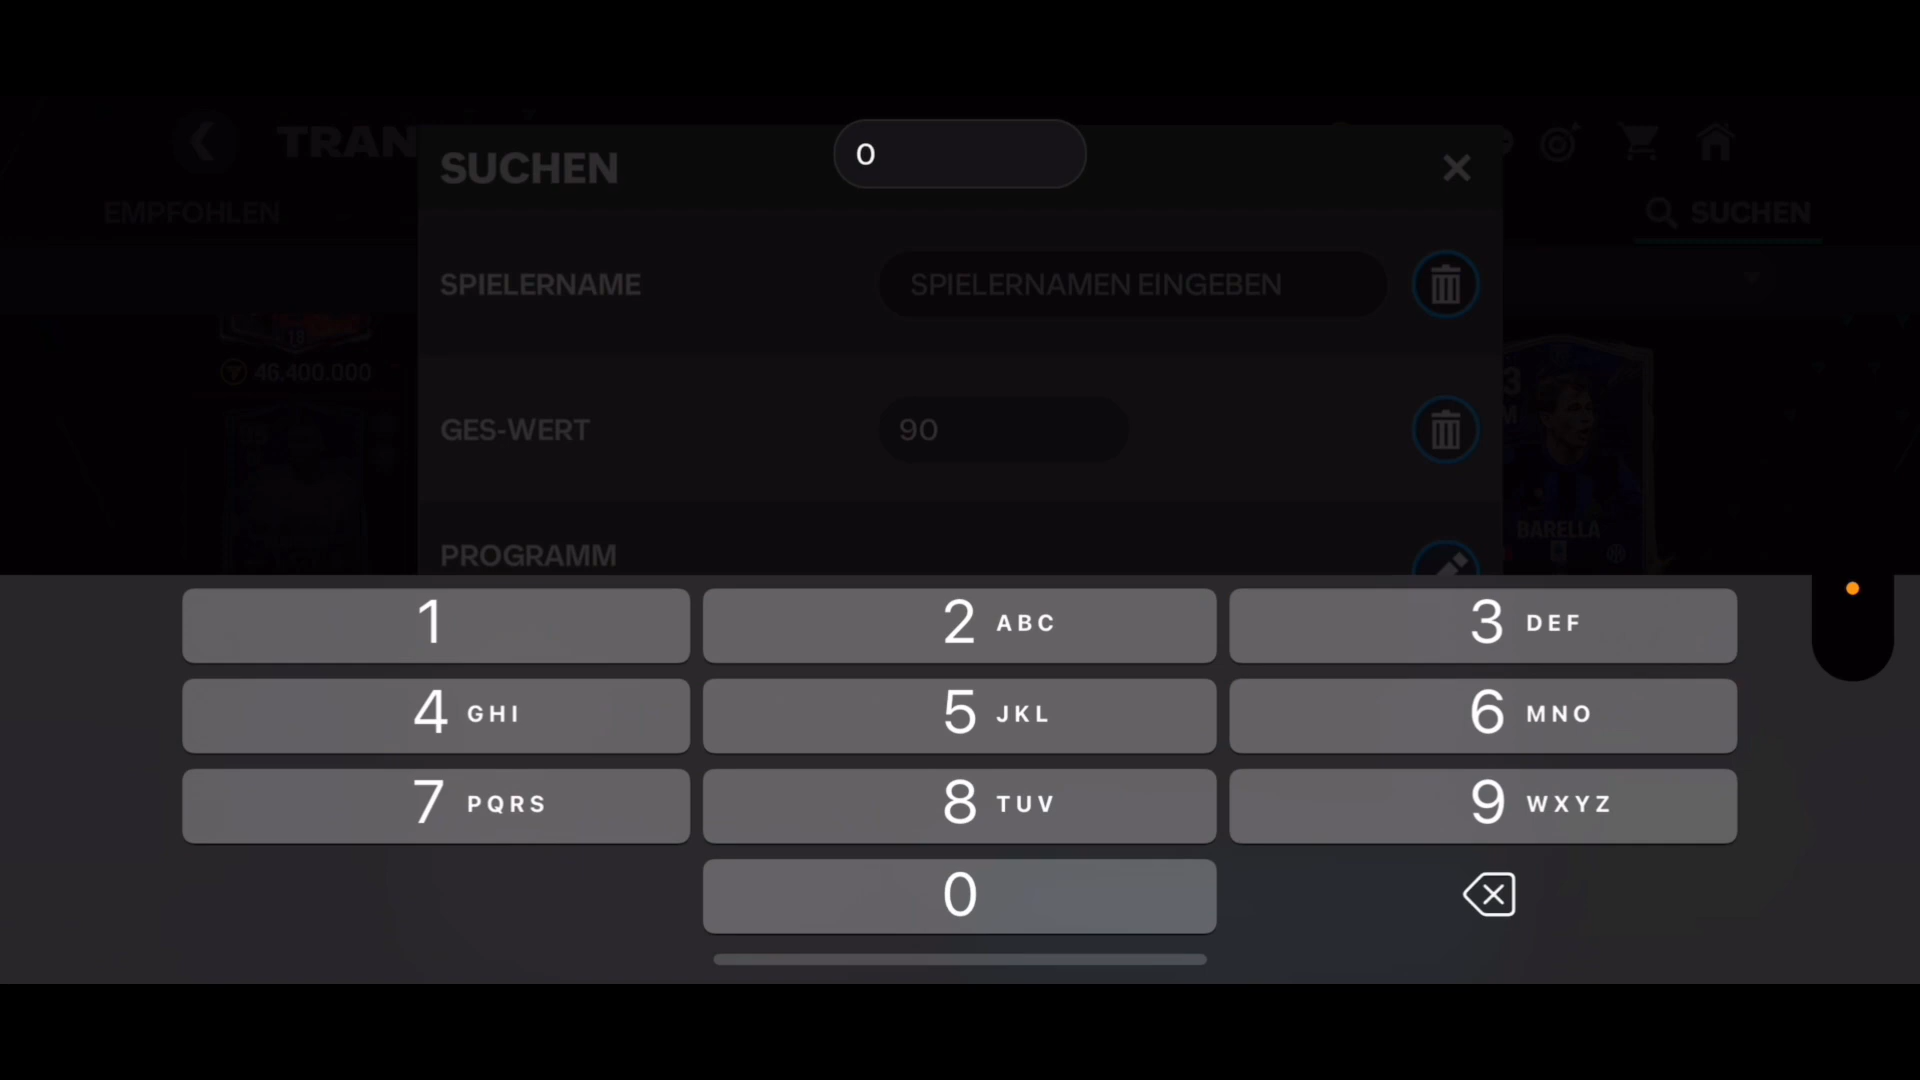 TRAN
SUCHEN
0
EMPFOHLEN
SUCHEN
SPIELERNAME
SPIELERNAMEN EINGEBEN
18
46.400.000
GES-WERT
90
BARELLA
PROGRAMM
1
2 ABC
3 DEF
4 GHI
5 JKL
6 MNO
7 PQRS
8 TUV
9 WXYZ
0